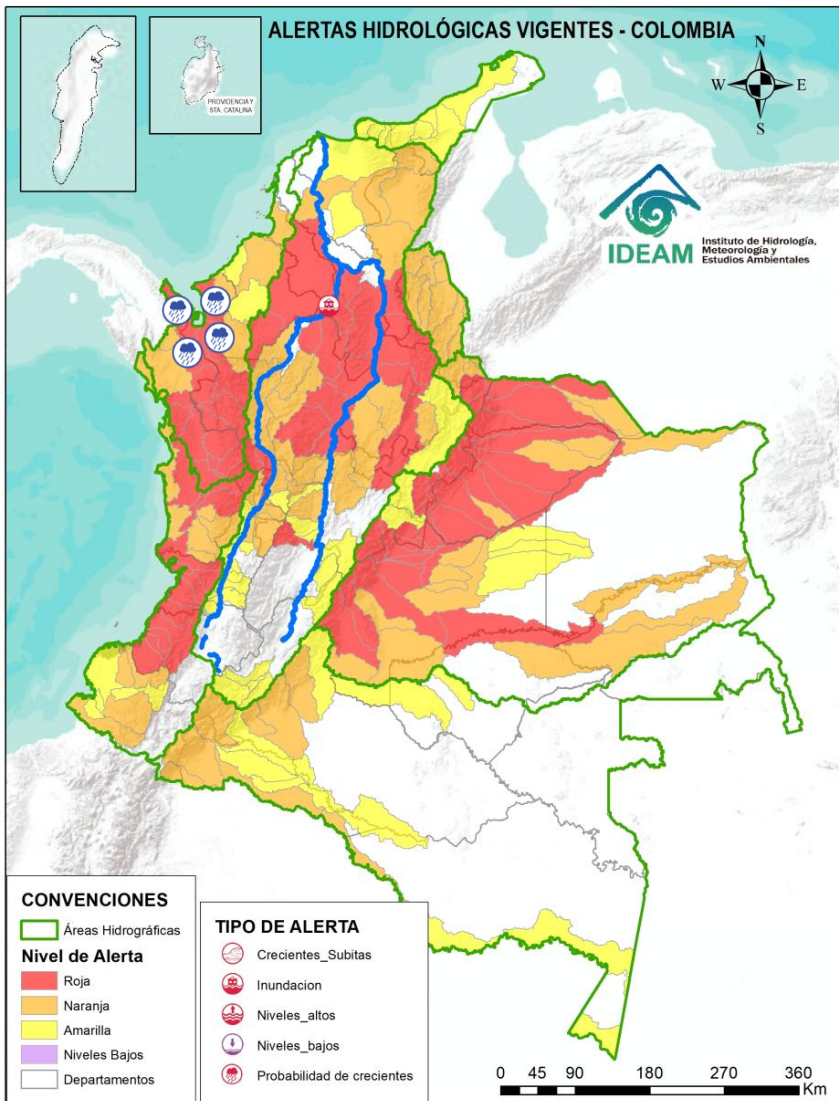 ALERTAS HIDROLÓGICAS VIGENTES - COLOMBIA
PROVIDENCIA Y
STA. CATALINA
N
W
E
S
IDEAM
Instituto de Hidrología,
Meteorología y
Estudios Ambientales
CONVENCIONES
Áreas Hidrográficas
Nivel de Alerta
Roja
Naranja
Amarilla
Niveles Bajos
Departamentos
TIPO DE ALERTA
Crecientes_Subitas
Inundacion
Niveles_altos
Niveles_bajos
Probabilidad de crecientes
0 45 90 180 270 360
Km